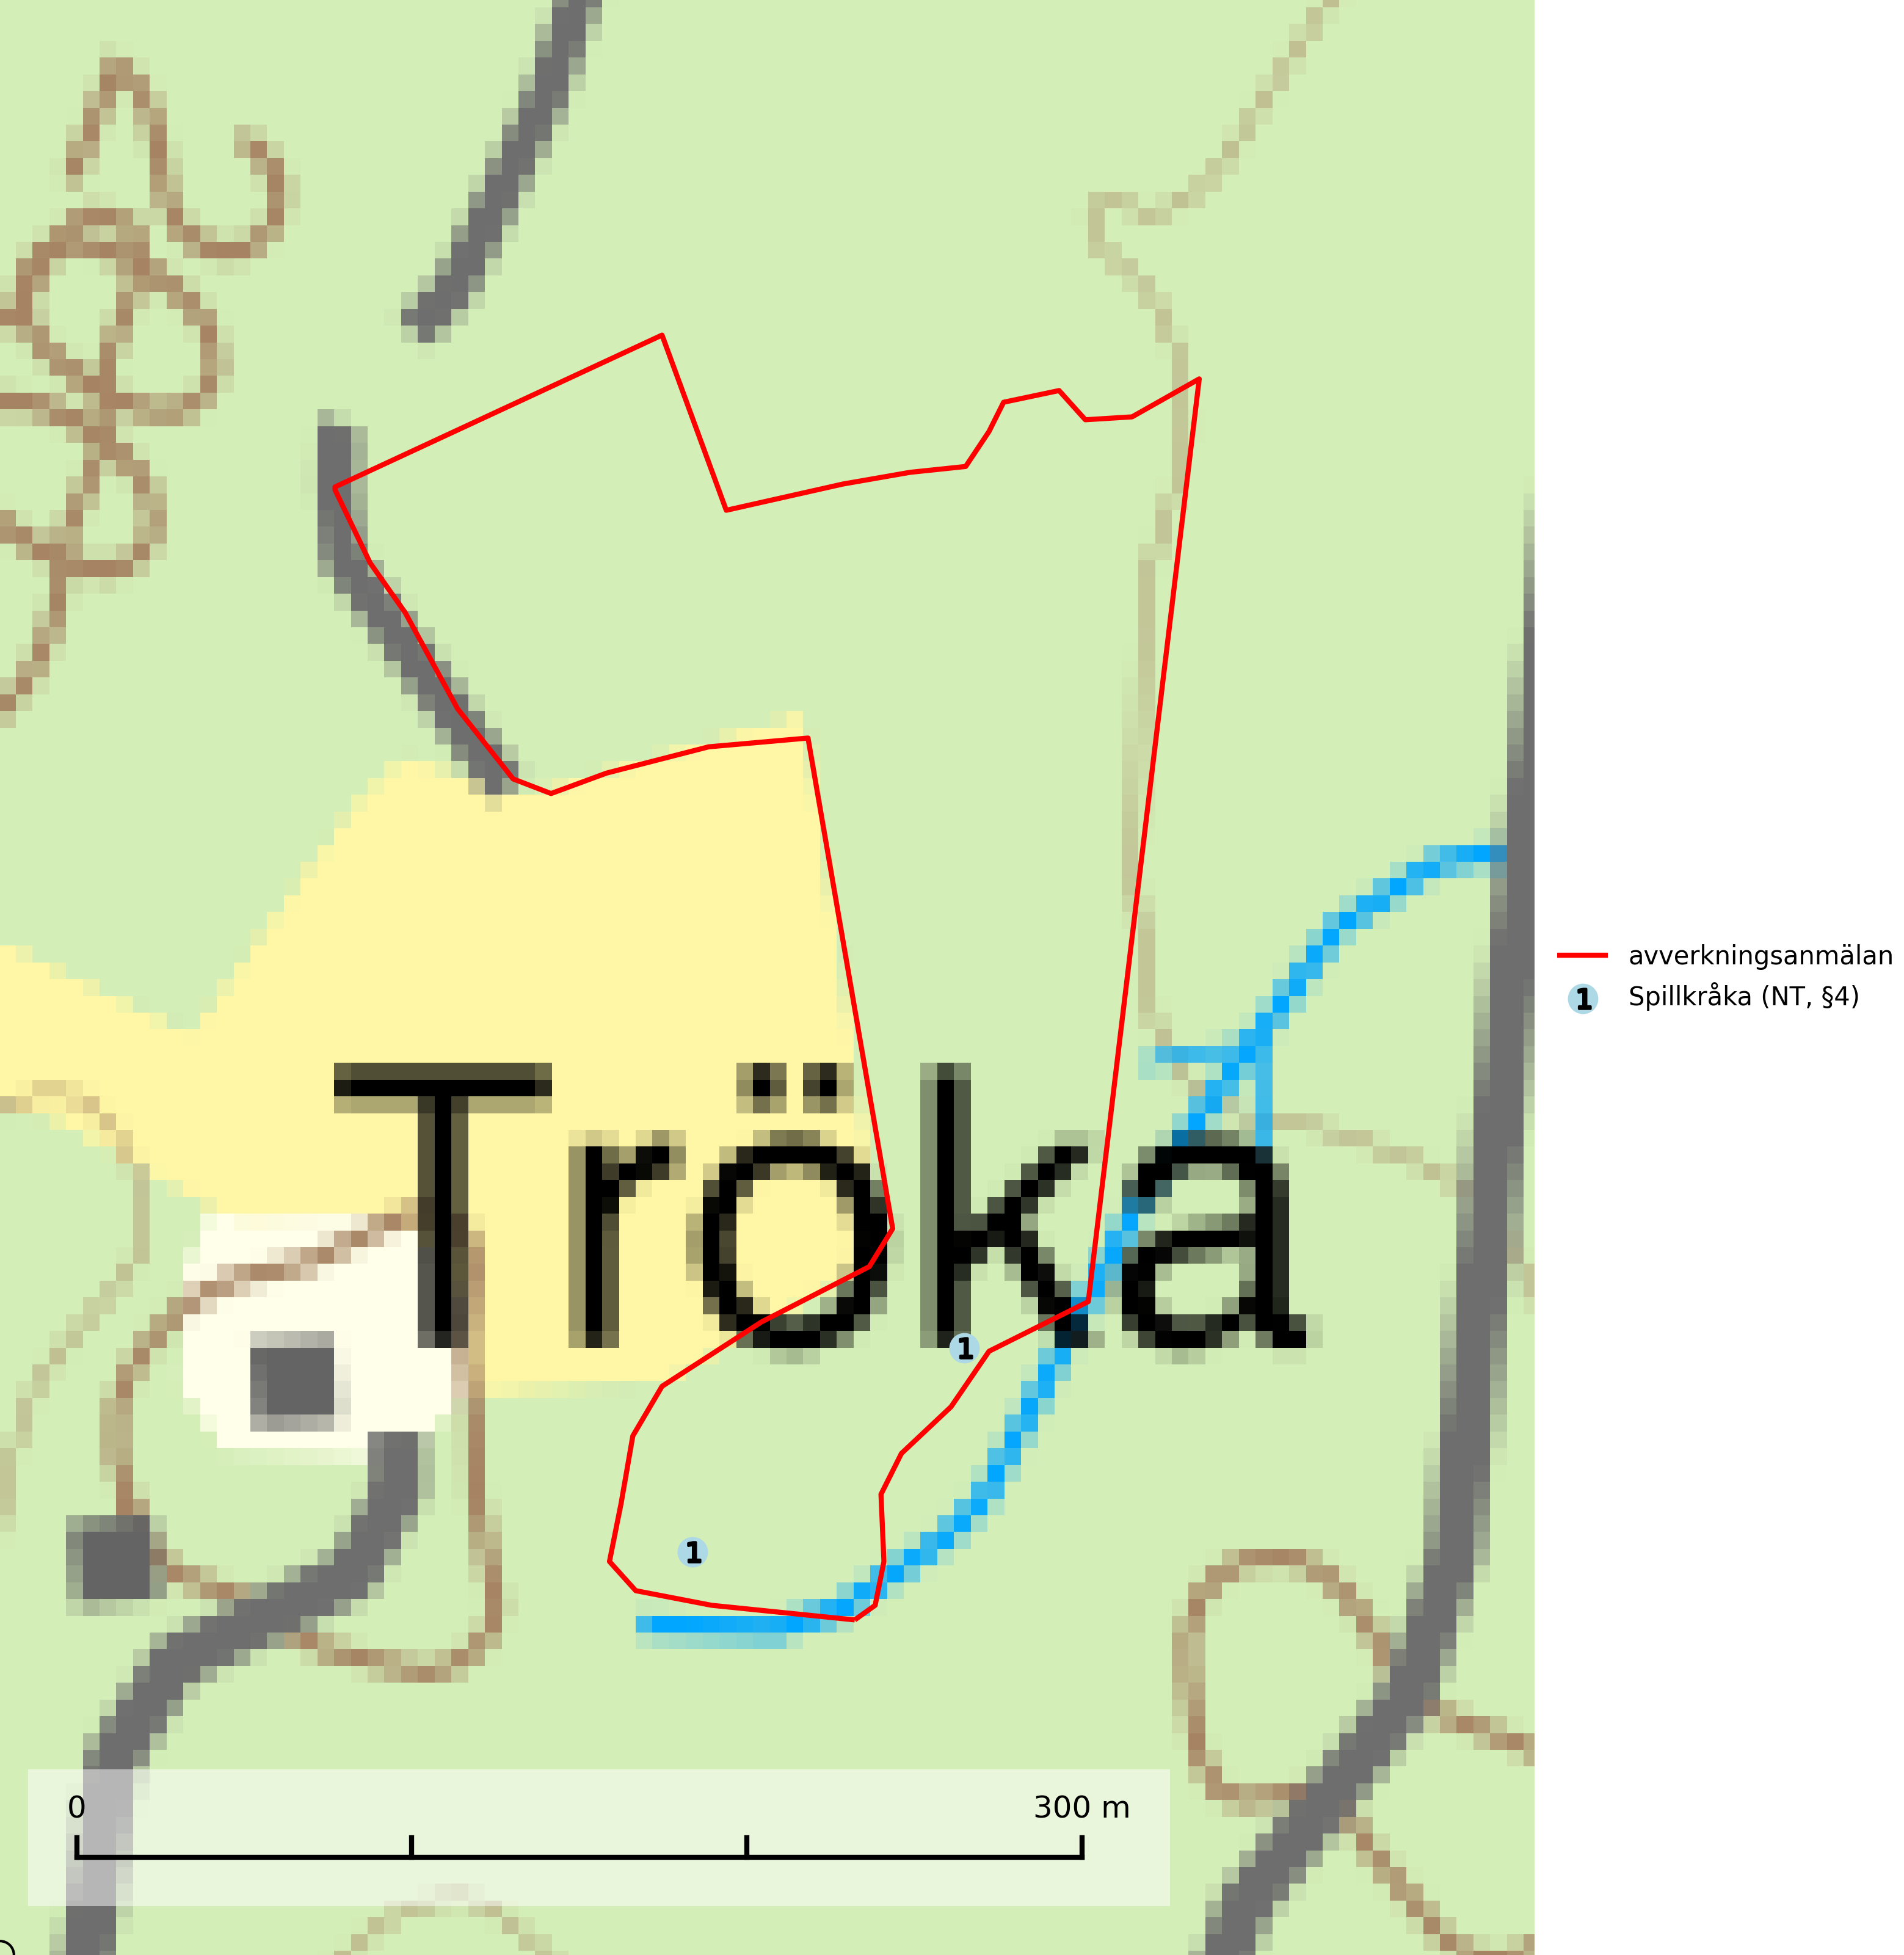 avverkningsanmälan
1 Spillkråka (NT, §4)
Tröka
1
1
0 300 m